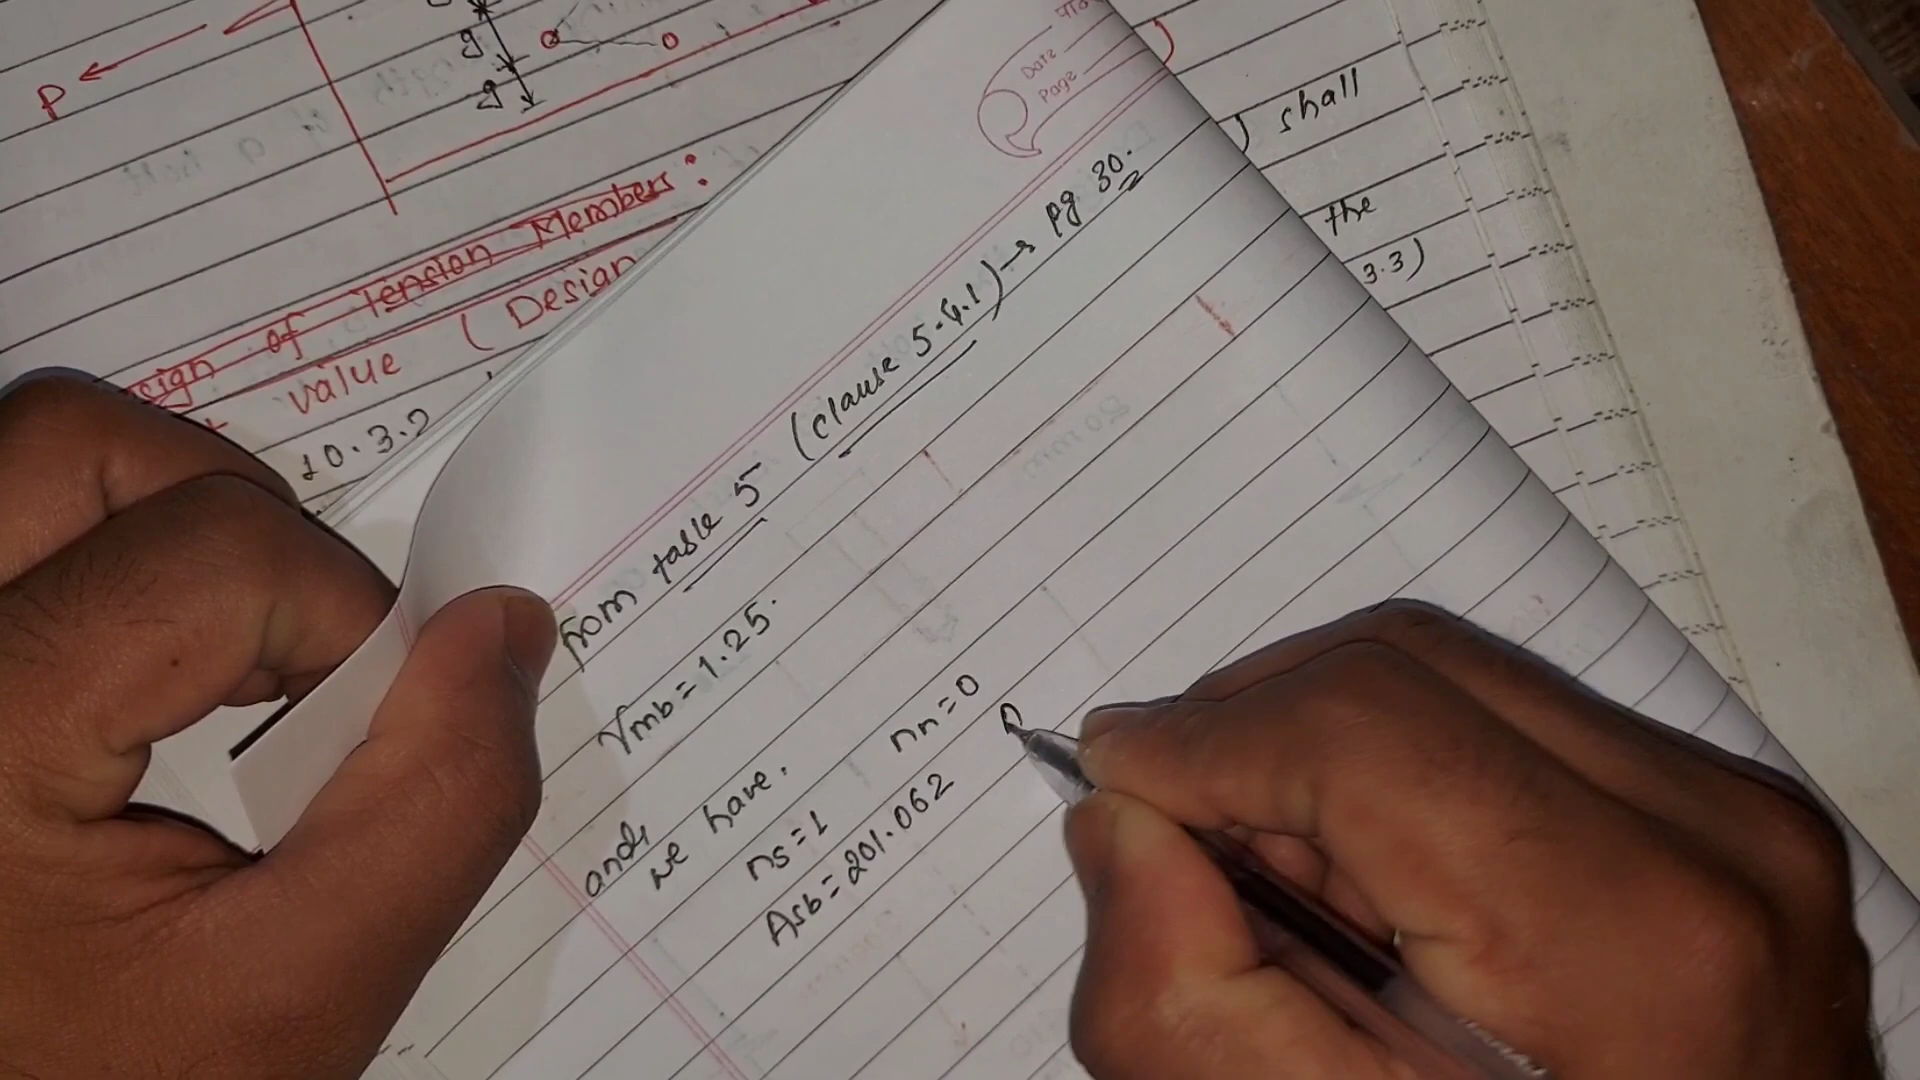 P
g
g
Design of Tension Members:
value (Design
10.3.2
Date
Page
) shall
the
3.3)
from table 5 (clause 5.4.1) → pg 30.
γmb = 1.25.
and,
we have,
ns = 1 nn = 0
Asb = 201.062